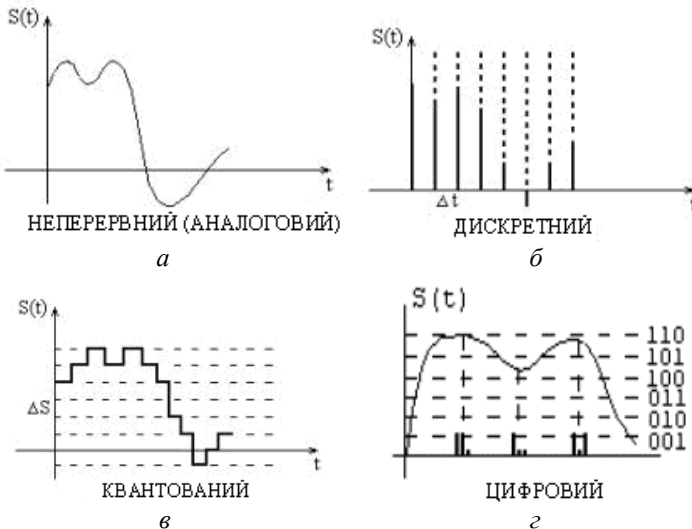 S(t)
t
НЕПЕРЕРВНИЙ (АНАЛОГОВИЙ)
а
S(t)
Δt
t
ДИСКРЕТНИЙ
б
S(t)
ΔS
t
КВАНТОВАНИЙ
в
S(t)
110
101
100
011
010
001
ЦИФРОВИЙ
г